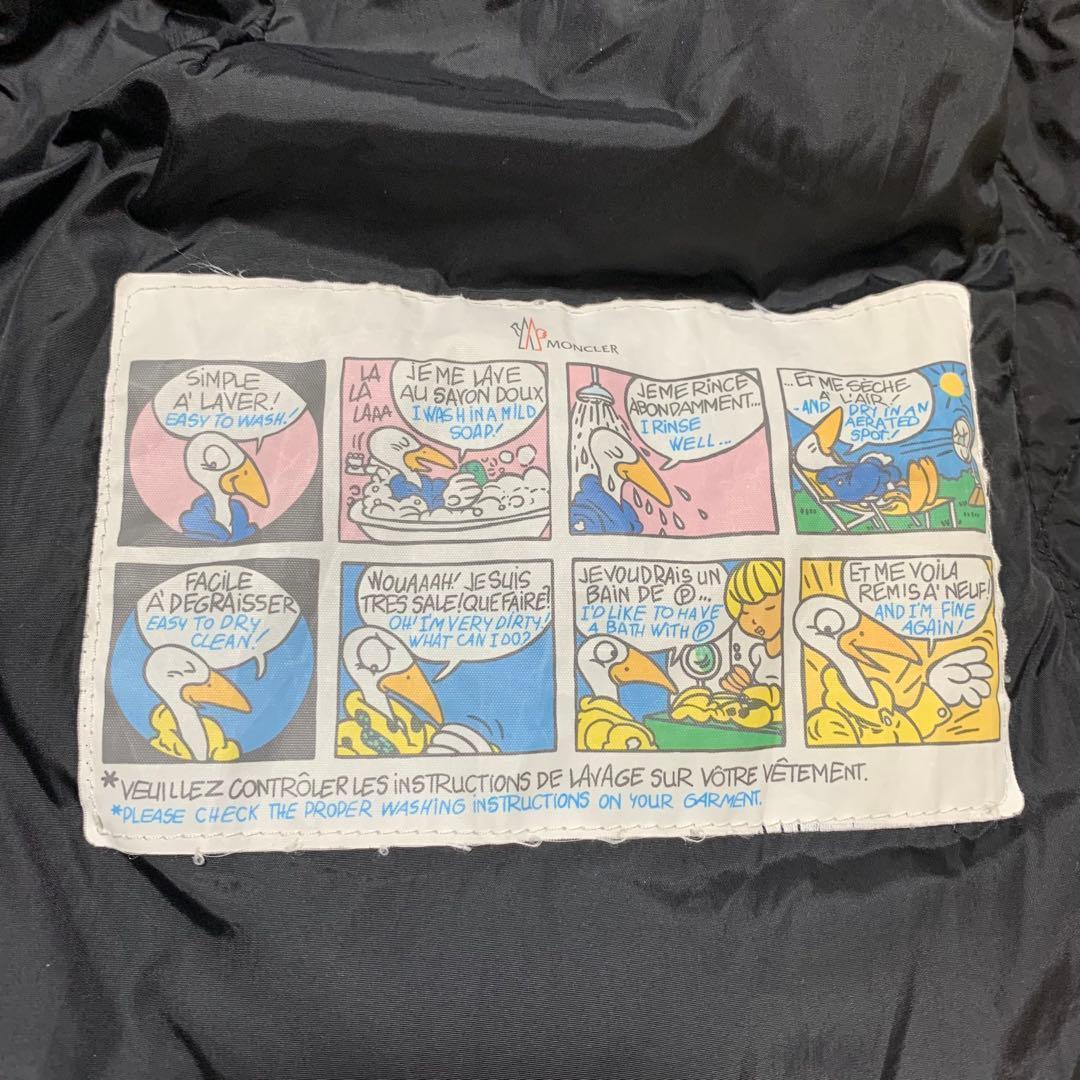 MONCLER
SiMPLE
A' LAVER!
EASY TO WASH!
LA
LA
LAAA
JE ME LAVE
AU SAVON DOUX
I WASH IN A MILD
SOAP!
JE ME RiNCE
ABONDAMMENT...
I RINSE
WELL...
...ET ME SÈCHE
À L'AIR!
-AND DRY IN AN
AERATED
SPOT!
FACILE
A' DEGRAISSER
EASY TO DRY
CLEAN!
WOUAAAH! JE SUIS
TRES SALE! QUE FAIRE?
OH! I'M VERY DIRTY!
WHAT CAN I DO?
JE VOUDRAIS UN
BAIN DE Ⓟ...
I'D LIKE TO HAVE
A BATH WITH Ⓟ
ET ME VOILA
REMIS A' NEUF!
AND I'M FINE
AGAIN!
*VEUILLEZ CONTRÔLER LES iNSTRUCTIONS DE LAVAGE SUR VÔTRE VÊTEMENT.
*PLEASE CHECK THE PROPER WASHING INSTRUCTIONS ON YOUR GARMENT.